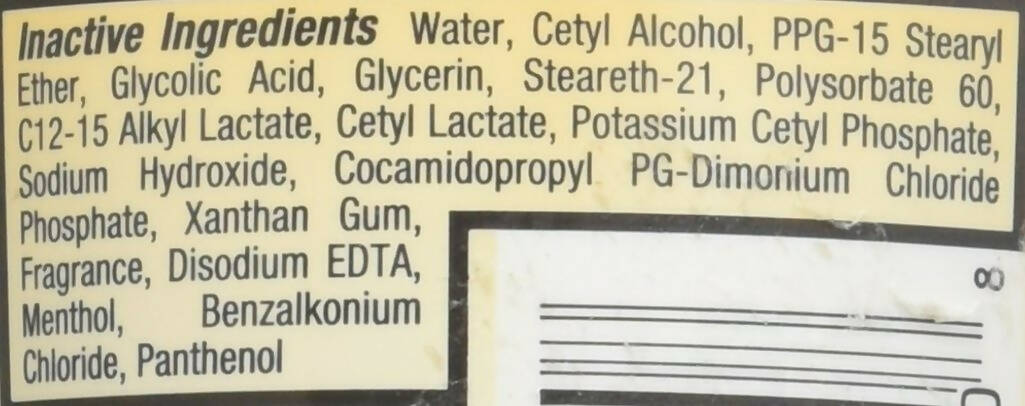 Inactive Ingredients Water, Cetyl Alcohol, PPG-15 Stearyl
Ether, Glycolic Acid, Glycerin, Steareth-21, Polysorbate 60,
C12-15 Alkyl Lactate, Cetyl Lactate, Potassium Cetyl Phosphate,
Sodium Hydroxide, Cocamidopropyl PG-Dimonium Chloride
Phosphate, Xanthan Gum,
Fragrance, Disodium EDTA,
Menthol, Benzalkonium
Chloride, Panthenol
8